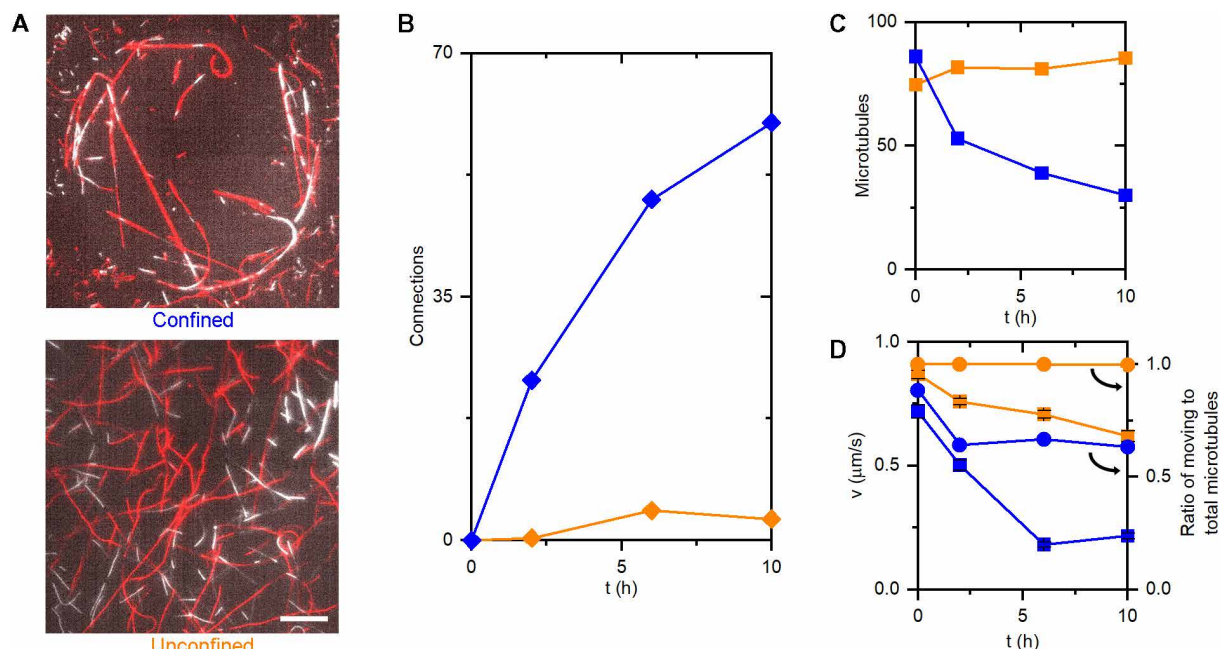 A
Confined
Unconfined
B
70
35
0
Connections
0
5
10
t (h)
C
100
50
0
Microtubules
0
5
10
t (h)
D
1.0
0.5
0.0
v (μm/s)
1.0
0.5
0.0
Ratio of moving to
total microtubules
0
5
10
t (h)